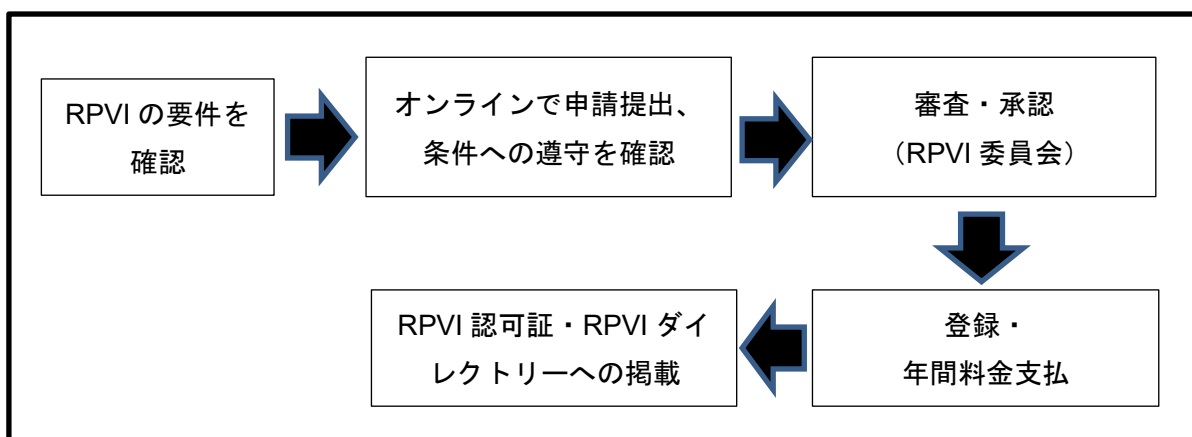 RPVI の要件を
確認
オンラインで申請提出、
条件への遵守を確認
審査・承認
（RPVI 委員会）
登録・
年間料金支払
RPVI 認可証・RPVI ダイ
レクトリーへの掲載